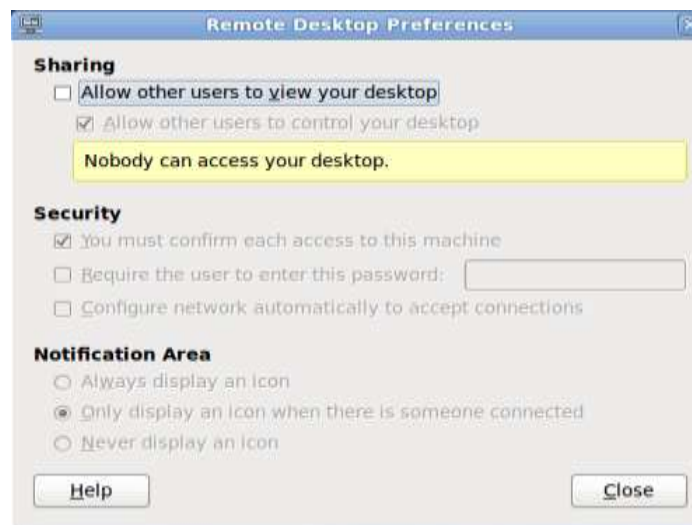 Remote Desktop Preferences
Sharing
Allow other users to view your desktop
Allow other users to control your desktop
Nobody can access your desktop.
Security
You must confirm each access to this machine
Require the user to enter this password:
Configure network automatically to accept connections
Notification Area
Always display an icon
Only display an icon when there is someone connected
Never display an icon
Help
Close